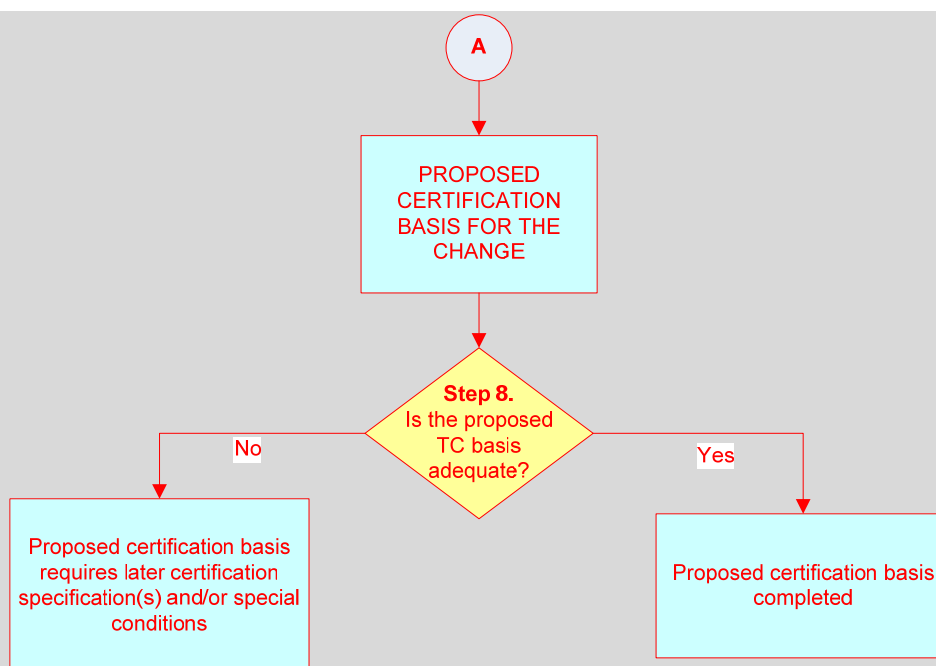 A
PROPOSED
CERTIFICATION
BASIS FOR THE
CHANGE
Step 8.
Is the proposed
TC basis
adequate?
No
Yes
Proposed certification basis
requires later certification
specification(s) and/or special
conditions
Proposed certification basis
completed